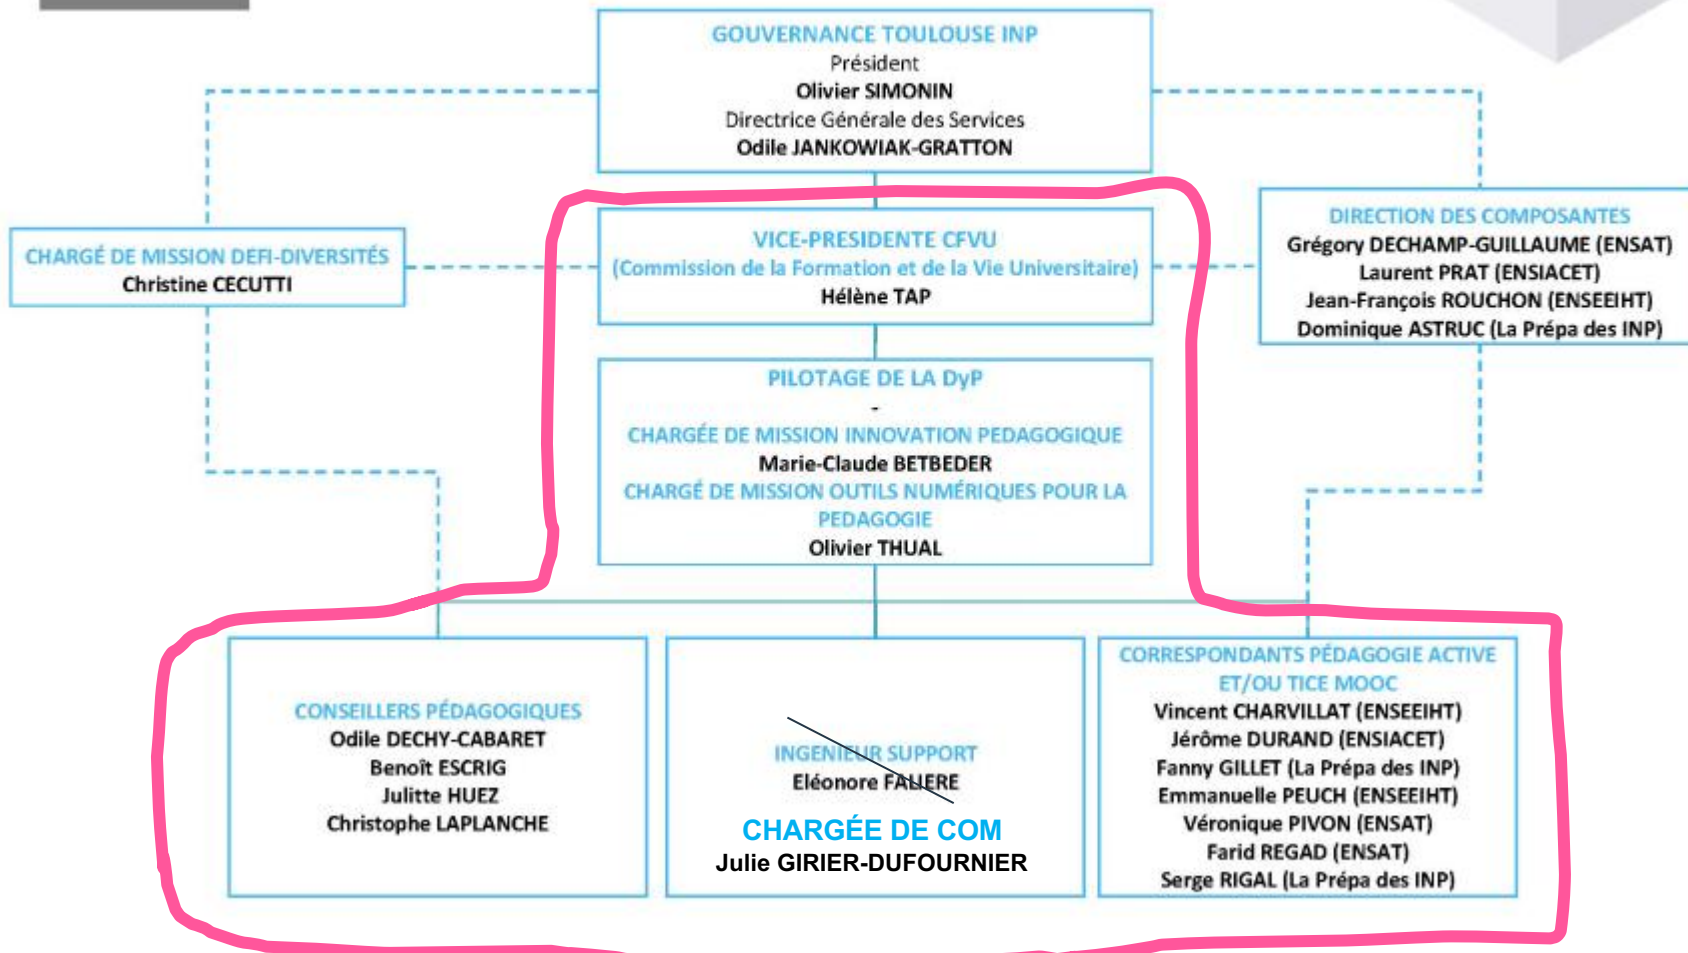 GOUVERNANCE TOULOUSE INP
Président
Olivier SIMONIN
Directrice Générale des Services
Odile JANKOWIAK-GRATTON
CHARGÉ DE MISSION DEFI-DIVERSITÉS
Christine CECUTTI
VICE-PRESIDENTE CFVU
(Commission de la Formation et de la Vie Universitaire)
Hélène TAP
DIRECTION DES COMPOSANTES
Grégory DECHAMP-GUILLAUME (ENSAT)
Laurent PRAT (ENSIACET)
Jean-François ROUCHON (ENSEEIHT)
Dominique ASTRUC (La Prépa des INP)
PILOTAGE DE LA DyP
-
CHARGÉE DE MISSION INNOVATION PEDAGOGIQUE
Marie-Claude BETBEDER
CHARGÉ DE MISSION OUTILS NUMÉRIQUES POUR LA
PEDAGOGIE
Olivier THUAL
CONSEILLERS PÉDAGOGIQUES
Odile DECHY-CABARET
Benoît ESCRIG
Julitte HUEZ
Christophe LAPLANCHE
INGENIEUR SUPPORT
Eléonore FALIERE
CHARGÉE DE COM
Julie GIRIER-DUFOURNIER
CORRESPONDANTS PÉDAGOGIE ACTIVE
ET/OU TICE MOOC
Vincent CHARVILLAT (ENSEEIHT)
Jérôme DURAND (ENSIACET)
Fanny GILLET (La Prépa des INP)
Emmanuelle PEUCH (ENSEEIHT)
Véronique PIVON (ENSAT)
Farid REGAD (ENSAT)
Serge RIGAL (La Prépa des INP)